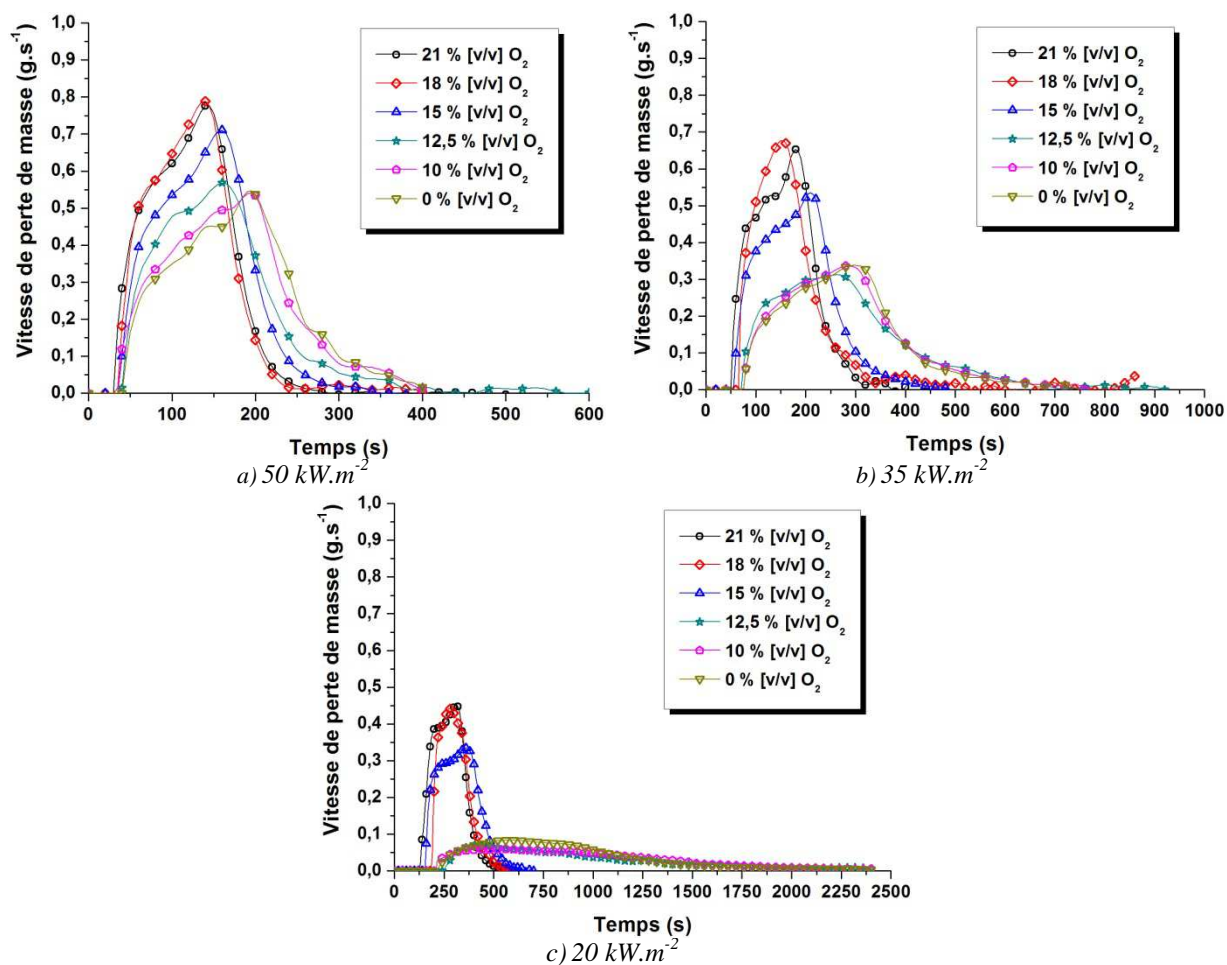 Vitesse de perte de masse (g.s⁻¹)
1,0
0,9
0,8
0,7
0,6
0,5
0,4
0,3
0,2
0,1
0,0
21 % [v/v] O₂
18 % [v/v] O₂
15 % [v/v] O₂
12,5 % [v/v] O₂
10 % [v/v] O₂
0 % [v/v] O₂
0 100 200 300 400 500 600
Temps (s)
a) 50 kW.m⁻²
Vitesse de perte de masse (g.s⁻¹)
1,0
0,9
0,8
0,7
0,6
0,5
0,4
0,3
0,2
0,1
0,0
21 % [v/v] O₂
18 % [v/v] O₂
15 % [v/v] O₂
12,5 % [v/v] O₂
10 % [v/v] O₂
0 % [v/v] O₂
0 100 200 300 400 500 600 700 800 900 1000
Temps (s)
b) 35 kW.m⁻²
Vitesse de perte de masse (g.s⁻¹)
1,0
0,9
0,8
0,7
0,6
0,5
0,4
0,3
0,2
0,1
0,0
21 % [v/v] O₂
18 % [v/v] O₂
15 % [v/v] O₂
12,5 % [v/v] O₂
10 % [v/v] O₂
0 % [v/v] O₂
0 250 500 750 1000 1250 1500 1750 2000 2250 2500
Temps (s)
c) 20 kW.m⁻²